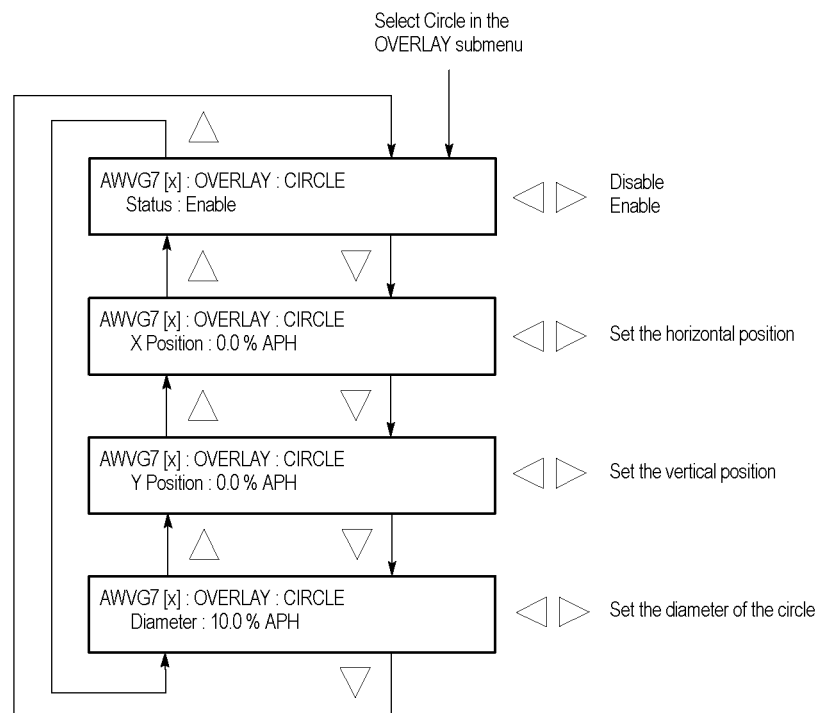 Select Circle in the
OVERLAY submenu
AWVG7 [x] : OVERLAY : CIRCLE
Status : Enable
Disable
Enable
AWVG7 [x] : OVERLAY : CIRCLE
X Position : 0.0 % APH
Set the horizontal position
AWVG7 [x] : OVERLAY : CIRCLE
Y Position : 0.0 % APH
Set the vertical position
AWVG7 [x] : OVERLAY : CIRCLE
Diameter : 10.0 % APH
Set the diameter of the circle